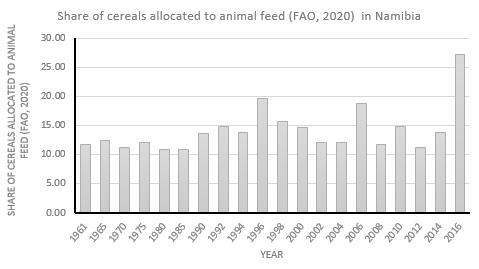 Share of cereals allocated to animal feed (FAO, 2020)  in Namibia
SHARE OF CEREALS ALLOCATED TO ANIMAL
FEED (FAO, 2020)
30.00
25.00
20.00
15.00
10.00
5.00
0.00
1961 1965 1970 1975 1980 1985 1990 1992 1994 1996 1998 2000 2002 2004 2006 2008 2010 2012 2014 2016
YEAR